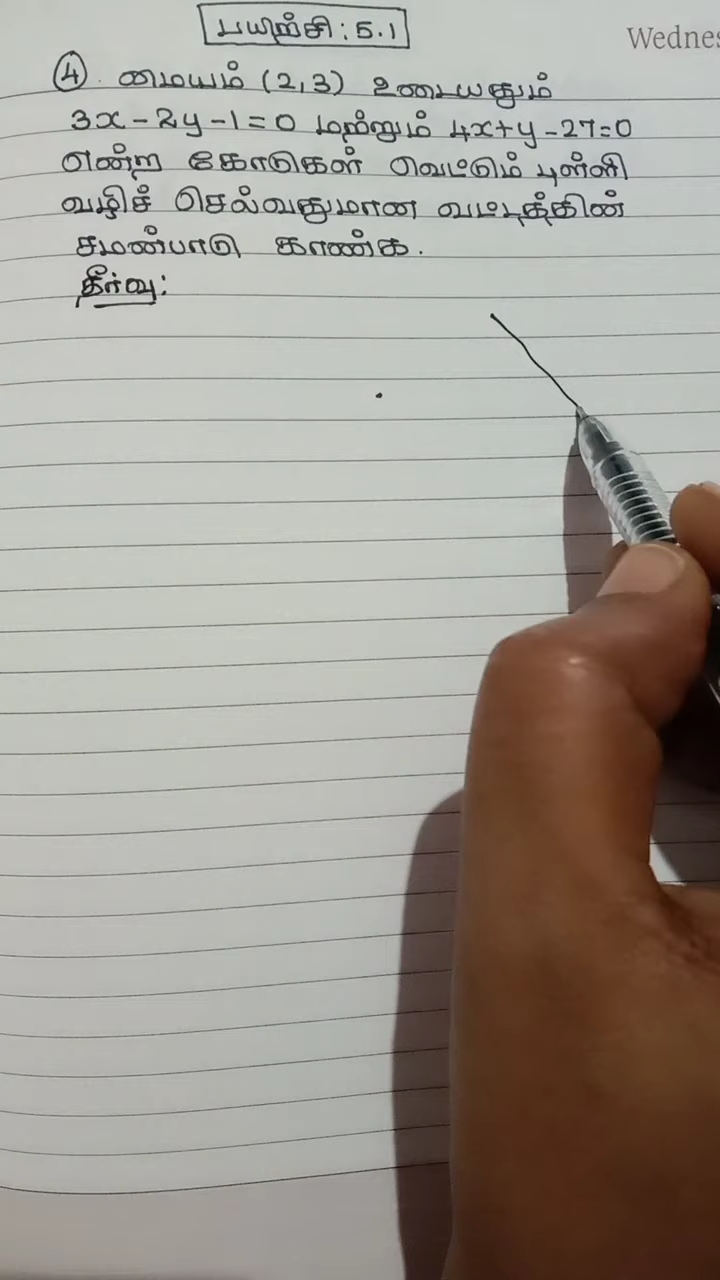 பயிற்சி : 5.1
Wednes
④. மையம் (2,3) உடையதும்
3x - 2y - 1 = 0 மற்றும் 4x + y - 27 = 0
என்ற கோடுகள் வெட்டும் புள்ளி
வழிச் செல்வதுமான வட்டத்தின்
சமன்பாடு காண்க.
தீர்வு: